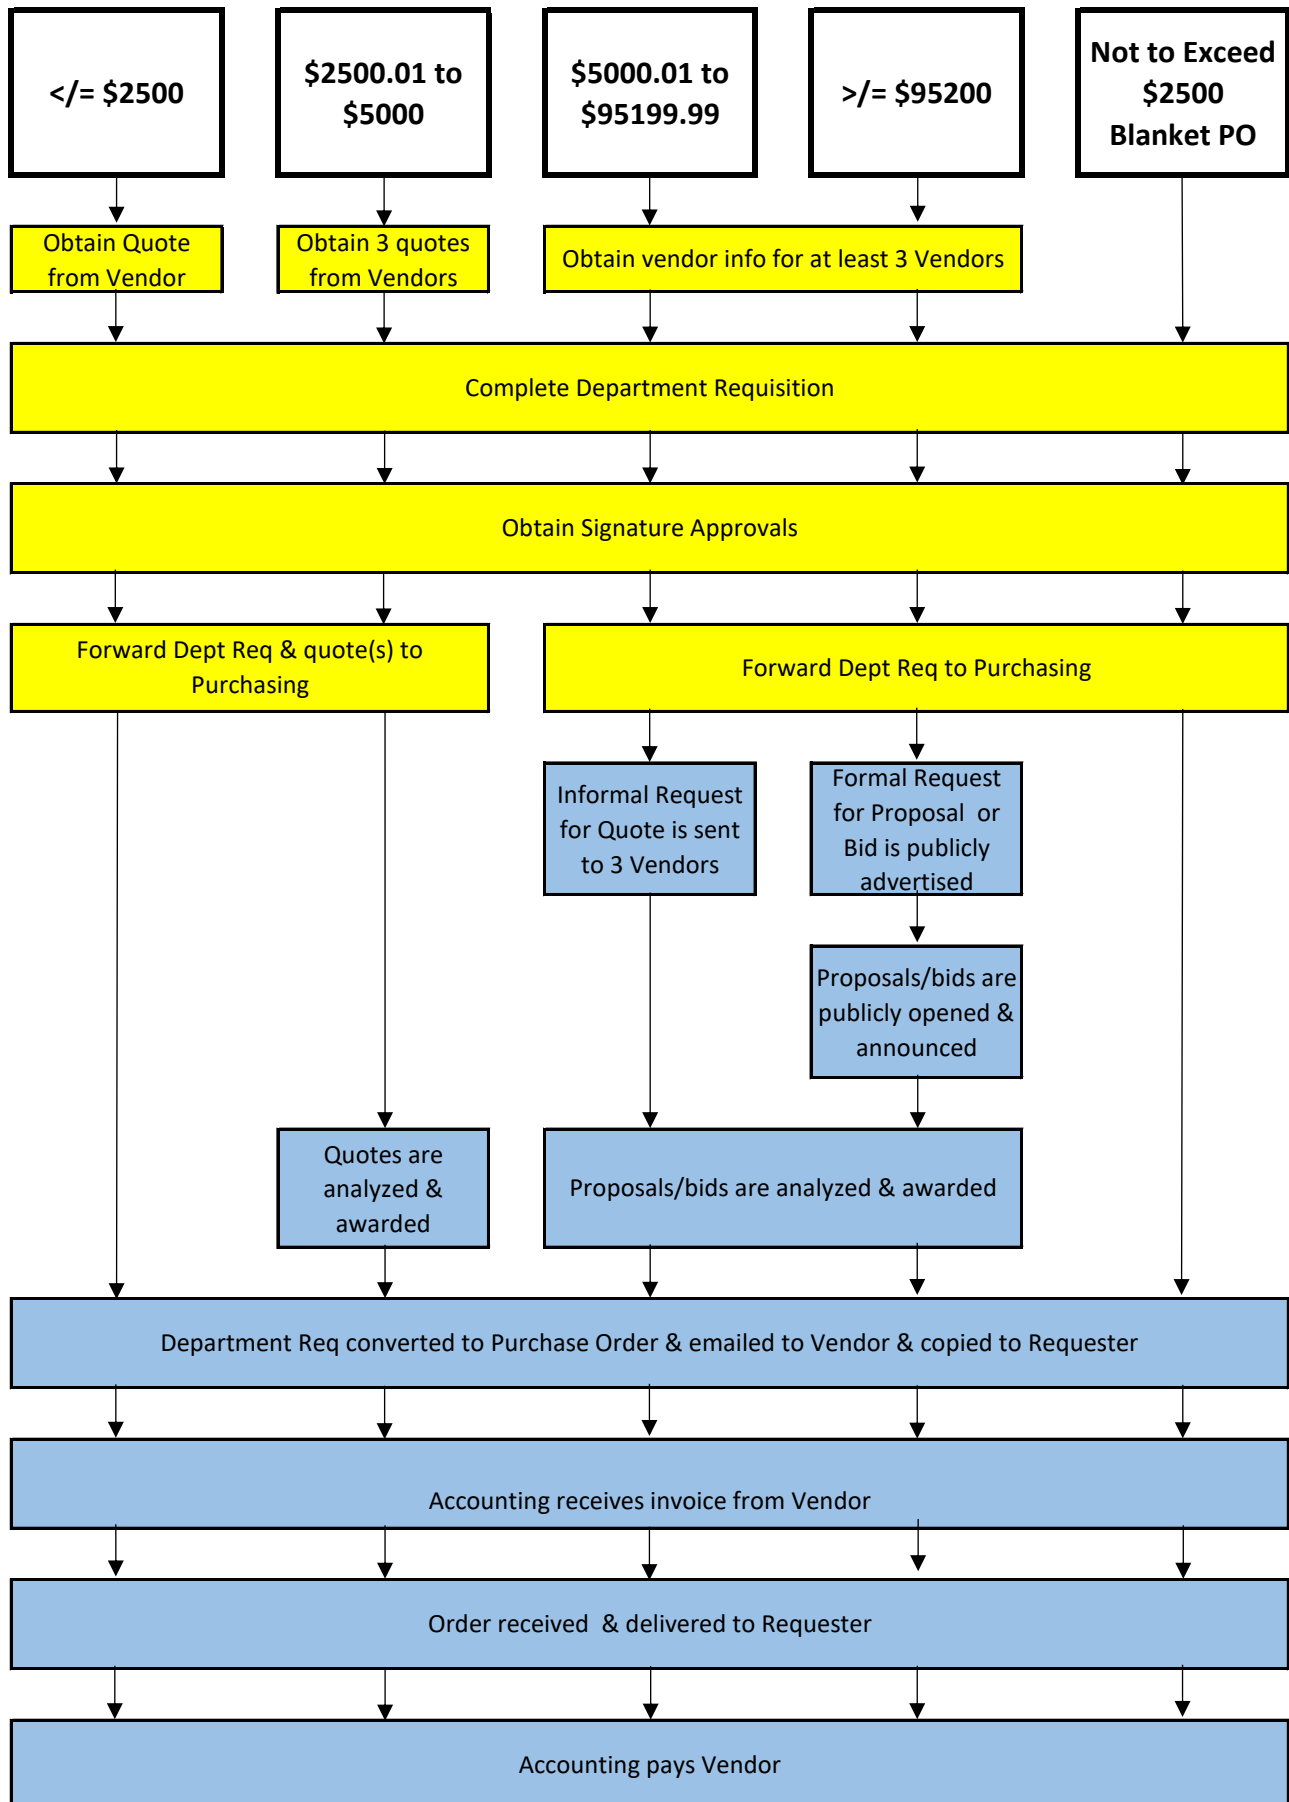 </= $2500
$2500.01 to
$5000
$5000.01 to
$95199.99
>/= $95200
Not to Exceed
$2500
Blanket PO
Obtain Quote
from Vendor
Obtain 3 quotes
from Vendors
Obtain vendor info for at least 3 Vendors
Complete Department Requisition
Obtain Signature Approvals
Forward Dept Req & quote(s) to
Purchasing
Forward Dept Req to Purchasing
Informal Request
for Quote is sent
to 3 Vendors
Formal Request
for Proposal  or
Bid is publicly
advertised
Proposals/bids are
publicly opened &
announced
Quotes are
analyzed &
awarded
Proposals/bids are analyzed & awarded
Department Req converted to Purchase Order & emailed to Vendor & copied to Requester
Accounting receives invoice from Vendor
Order received  & delivered to Requester
Accounting pays Vendor